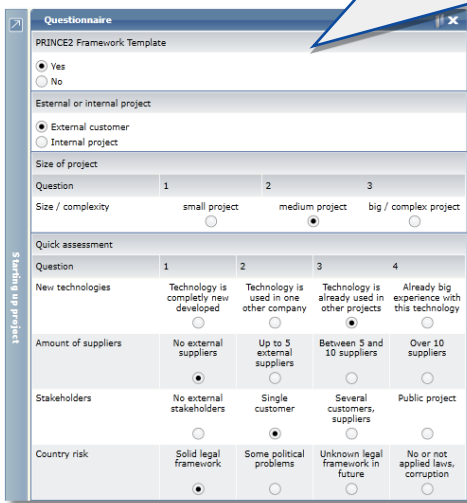 Questionnaire
PRINCE2 Framework Template
Yes
No
Esternal or internal project
External customer
Internal project
Size of project
Question 1 2 3
Size / complexity small project medium project big / complex project
Quick assessment
Question 1 2 3 4
New technologies Technology is completly new developed Technology is used in one other company Technology is already used in other projects Already big experience with this technology
Amount of suppliers No external suppliers Up to 5 external suppliers Between 5 and 10 suppliers Over 10 suppliers
Stakeholders No external stakeholders Single customer Several customers, suppliers Public project
Country risk Solid legal framework Some political problems Unknown legal framework in future No or not applied laws, corruption
Starting up project